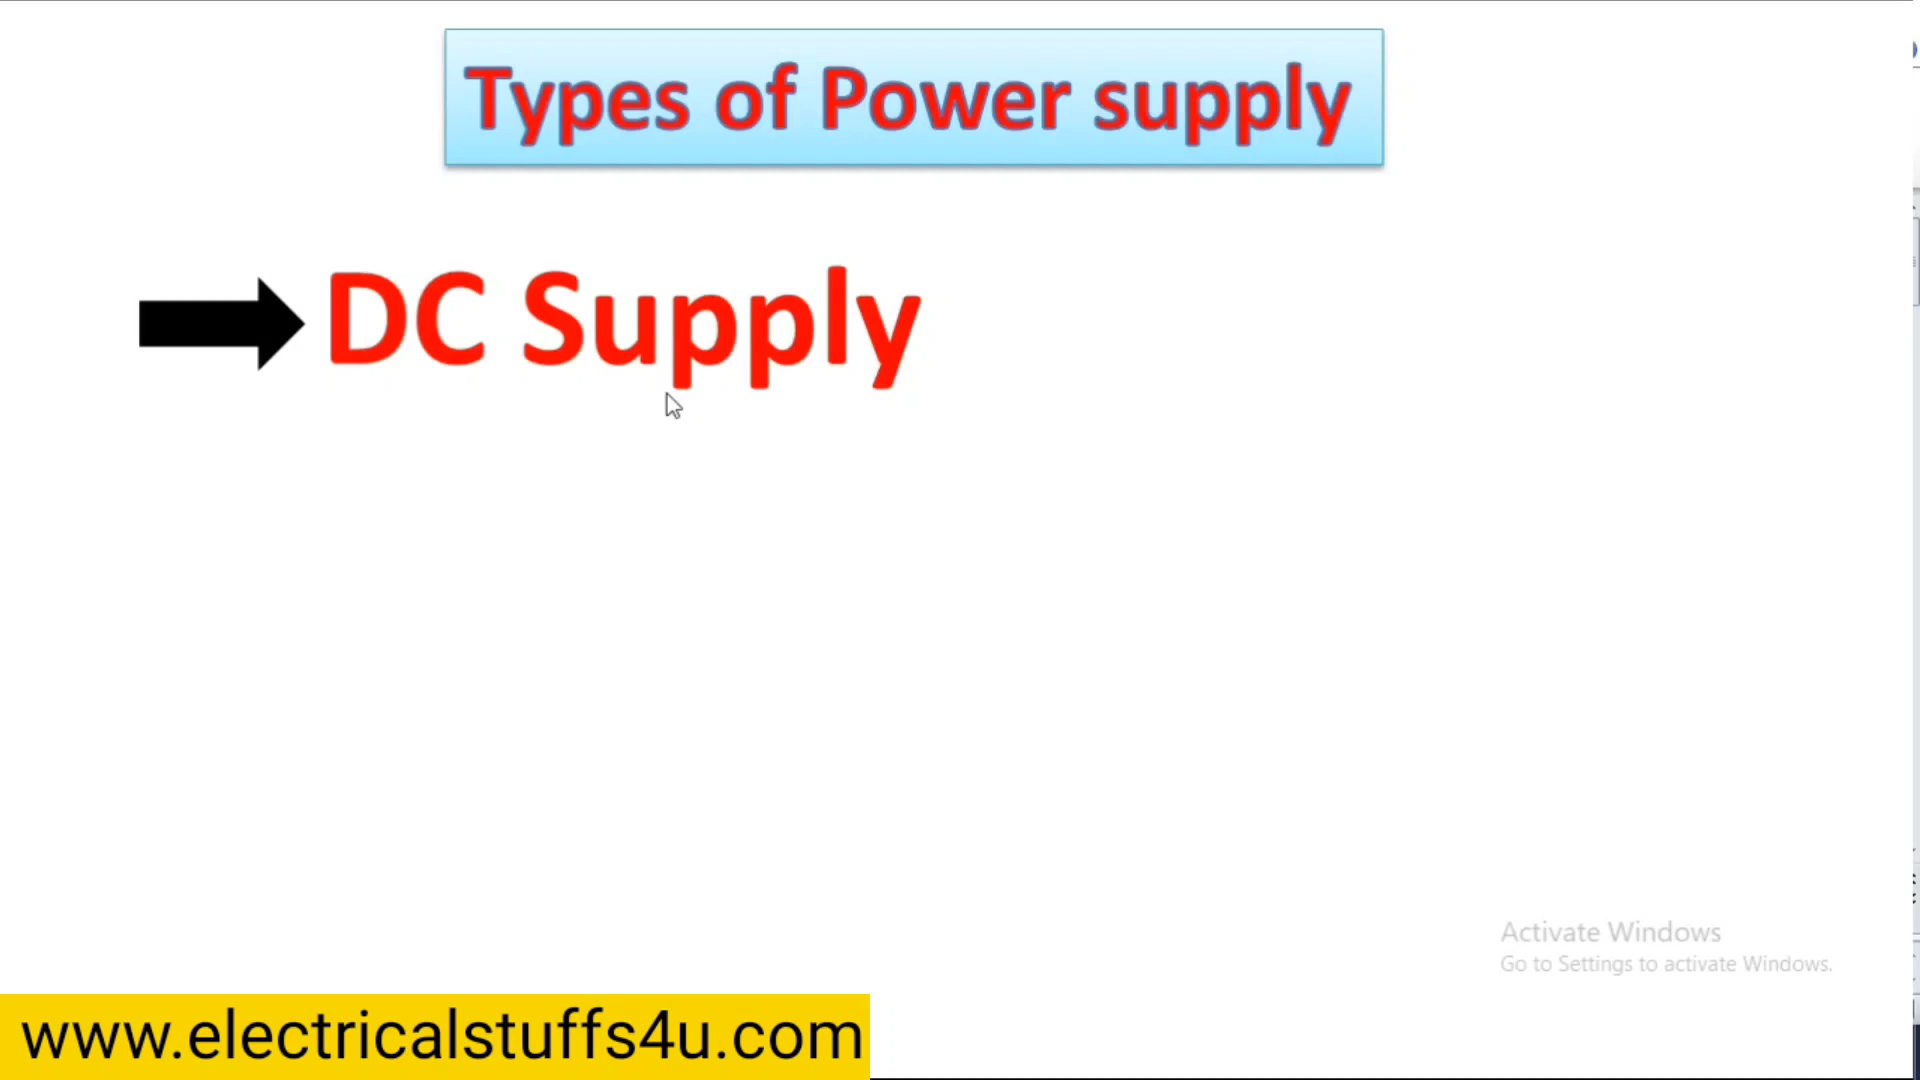 Types of Power supply
DC Supply
Activate Windows
Go to Settings to activate Windows.
www.electricalstuffs4u.com